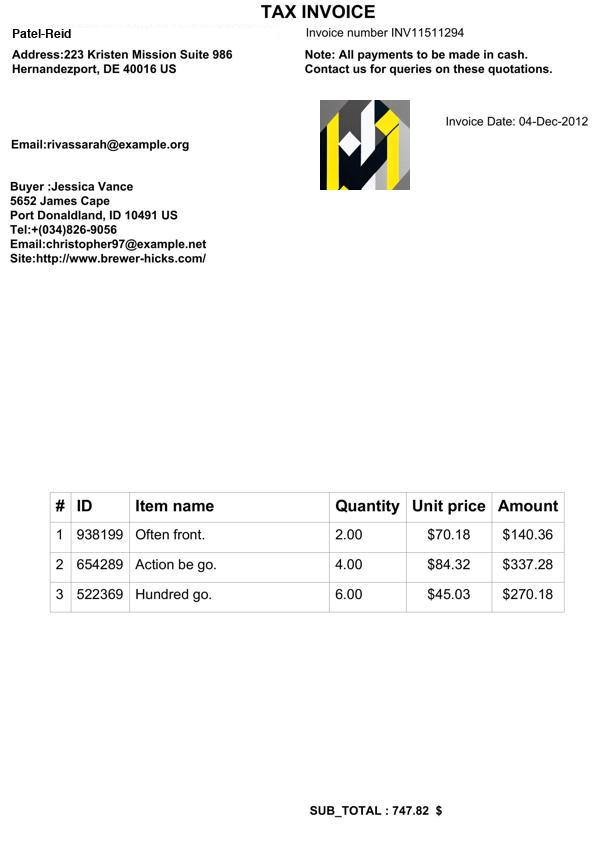 TAX INVOICE
Patel-Reid
Invoice number INV11511294
Address:223 Kristen Mission Suite 986
Hernandezport, DE 40016 US
Note: All payments to be made in cash.
Contact us for queries on these quotations.
Invoice Date: 04-Dec-2012
Email:rivassarah@example.org
Buyer :Jessica Vance
5652 James Cape
Port Donaldland, ID 10491 US
Tel:+(034)826-9056
Email:christopher97@example.net
Site:http://www.brewer-hicks.com/
# ID Item name Quantity Unit price Amount
1 938199 Often front. 2.00 $70.18 $140.36
2 654289 Action be go. 4.00 $84.32 $337.28
3 522369 Hundred go. 6.00 $45.03 $270.18
SUB_TOTAL : 747.82 $